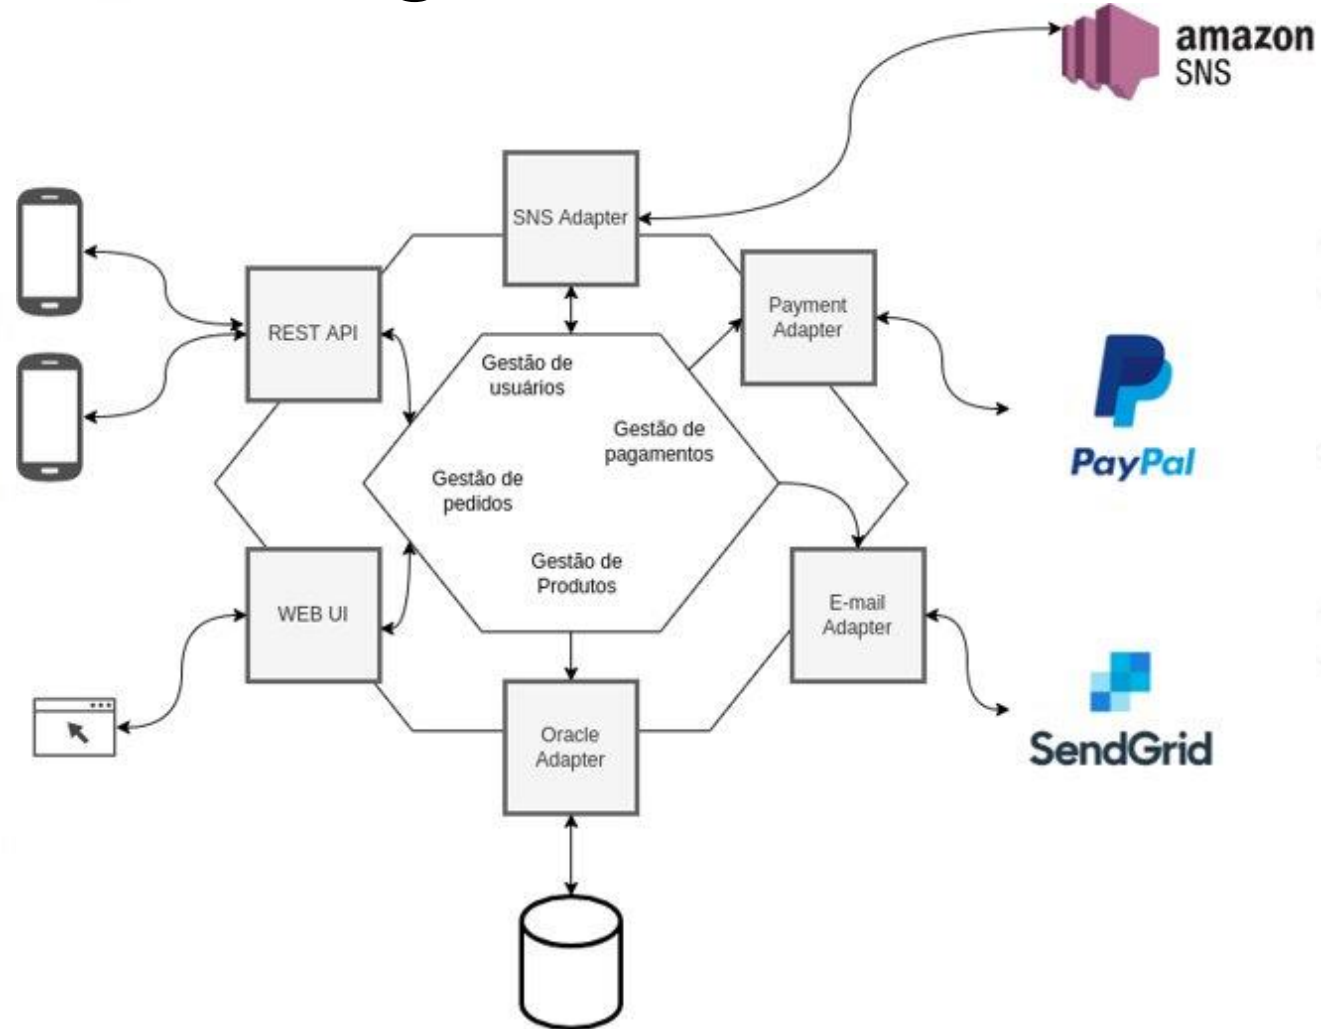 amazon
SNS
SNS Adapter
Payment
Adapter
REST API
Gestão de
usuários
Gestão de
pagamentos
PayPal
Gestão de
pedidos
Gestão de
Produtos
WEB UI
E-mail
Adapter
SendGrid
Oracle
Adapter